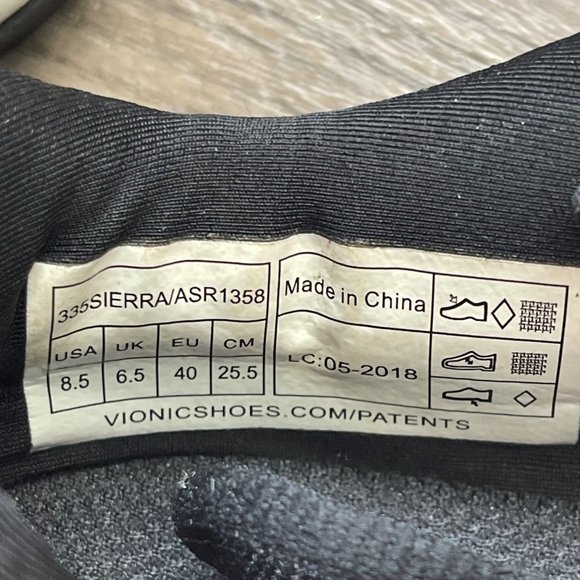 335SIERRA/ASR1358
USA UK EU CM
8.5 6.5 40 25.5
Made in China
LC:05-2018
VIONICSHOES.COM/PATENTS